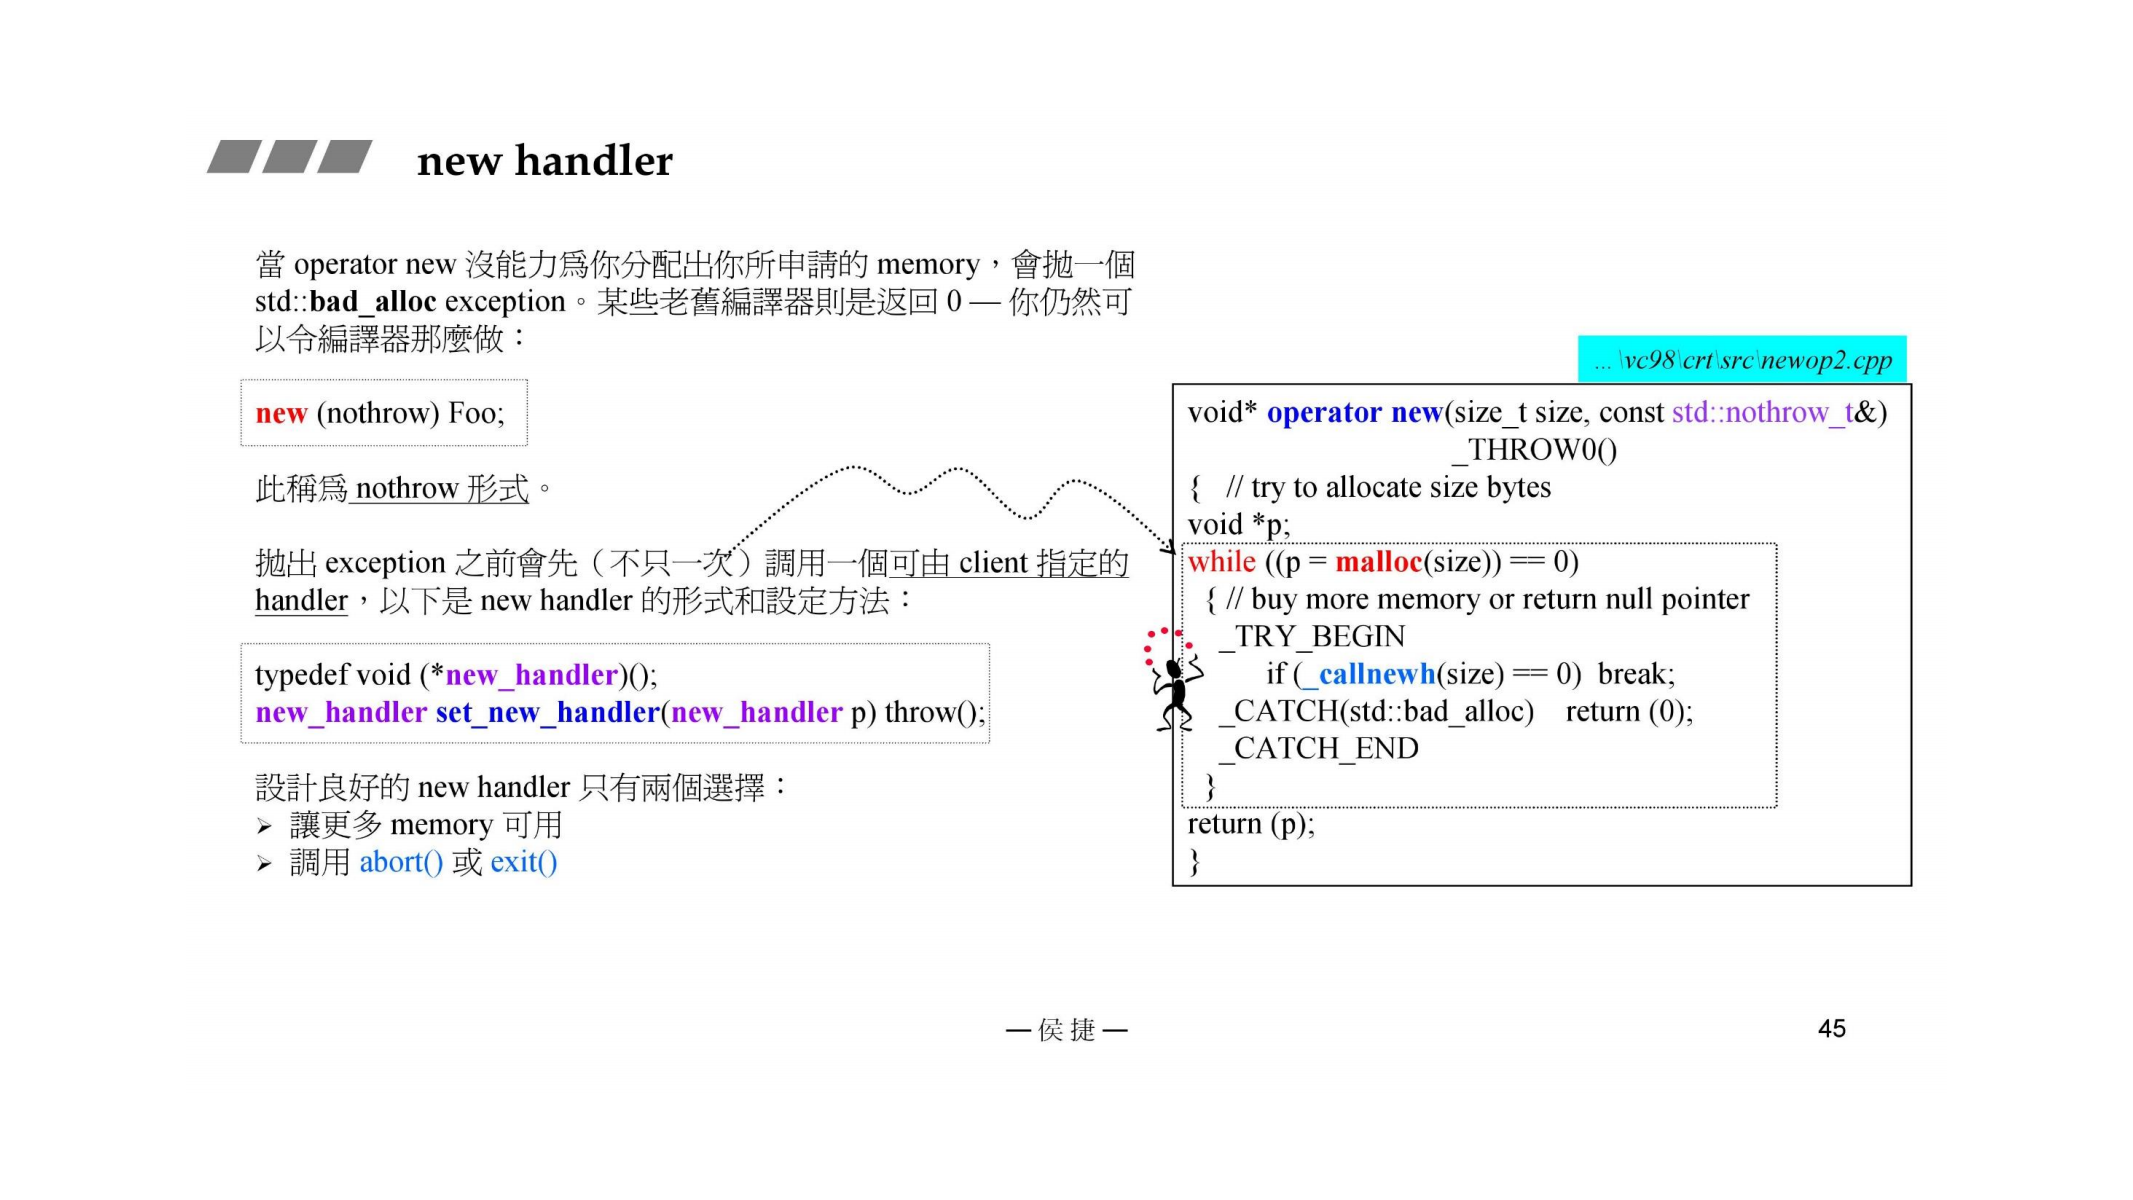 new handler
當 operator new 沒能力為你分配出你所申請的 memory，會拋一個
std::bad_alloc exception。某些老舊編譯器則是返回 0 — 你仍然可
以令編譯器那麼做：
new (nothrow) Foo;
此稱為 nothrow 形式。
拋出 exception 之前會先（不只一次）調用一個可由 client 指定的
handler，以下是 new handler 的形式和設定方法：
typedef void (*new_handler)();
new_handler set_new_handler(new_handler p) throw();
設計良好的 new handler 只有兩個選擇：
➢ 讓更多 memory 可用
➢ 調用 abort() 或 exit()
... \vc98\crt\src\newop2.cpp
void* operator new(size_t size, const std::nothrow_t&)
_THROW0()
{ // try to allocate size bytes
void *p;
while ((p = malloc(size)) == 0)
{ // buy more memory or return null pointer
_TRY_BEGIN
if (_callnewh(size) == 0) break;
_CATCH(std::bad_alloc) return (0);
_CATCH_END
}
return (p);
}
— 侯 捷 —
45